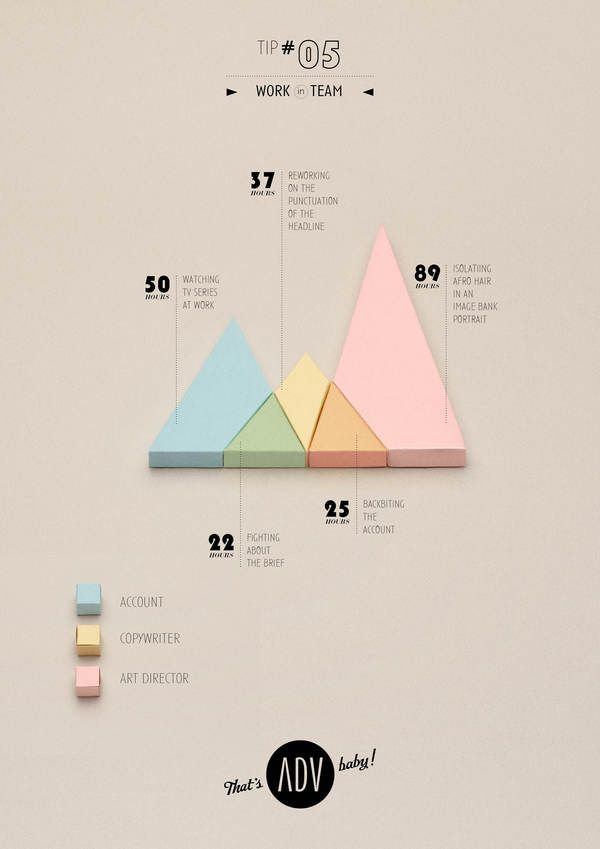 TIP #05
WORK in TEAM
37
HOURS
REWORKING
ON THE
PUNCTUATION
OF THE
HEADLINE
50
HOURS
WATCHING
TV SERIES
AT WORK
89
HOURS
ISOLATIING
AFRO HAIR
IN AN
IMAGE BANK
PORTRAIT
25
HOURS
BACKBITING
THE
ACCOUNT
22
HOURS
FIGHTING
ABOUT
THE BRIEF
ACCOUNT
COPYWRITER
ART DIRECTOR
That's ADV baby!